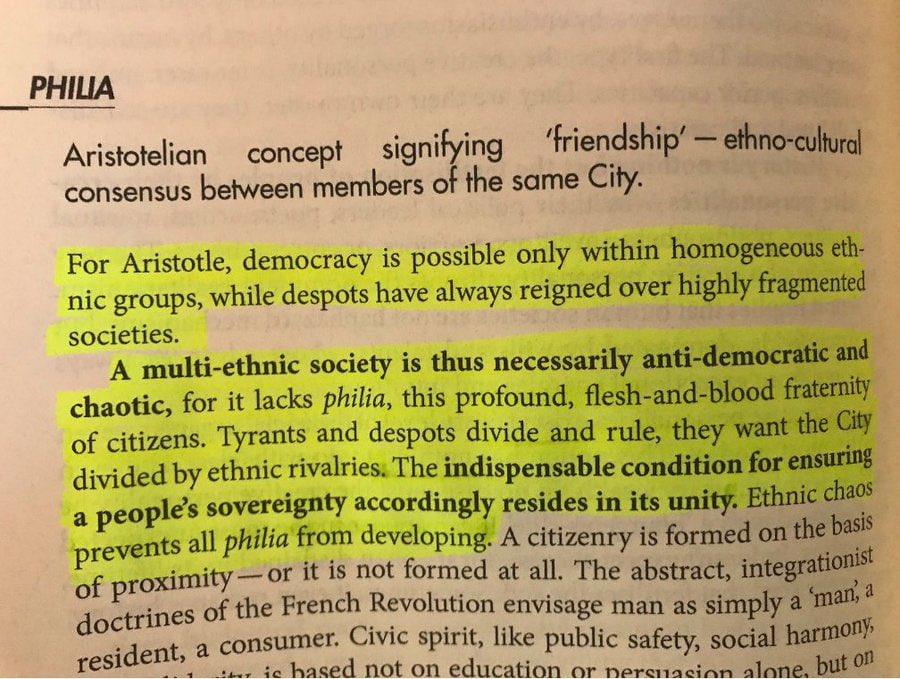 PHILIA
Aristotelian concept signifying 'friendship' — ethno-cultural
consensus between members of the same City.
For Aristotle, democracy is possible only within homogeneous eth-
nic groups, while despots have always reigned over highly fragmented
societies.
A multi-ethnic society is thus necessarily anti-democratic and
chaotic, for it lacks philia, this profound, flesh-and-blood fraternity
of citizens. Tyrants and despots divide and rule, they want the City
divided by ethnic rivalries. The indispensable condition for ensuring
a people's sovereignty accordingly resides in its unity. Ethnic chaos
prevents all philia from developing. A citizenry is formed on the basis
of proximity — or it is not formed at all. The abstract, integrationist
doctrines of the French Revolution envisage man as simply a 'man', a
resident, a consumer. Civic spirit, like public safety, social harmony,
is based not on education or persuasion alone, but on